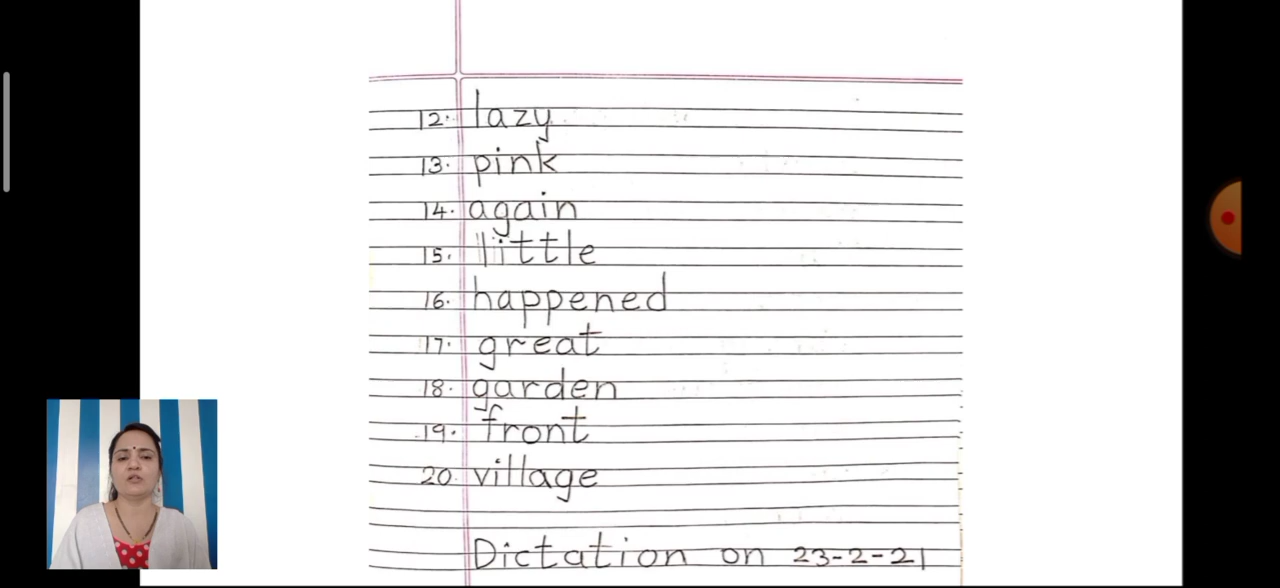 12. lazy
13. pink
14. again
15. little
16. happened
17. great
18. garden
19. front
20. village
Dictation on 23-2-21